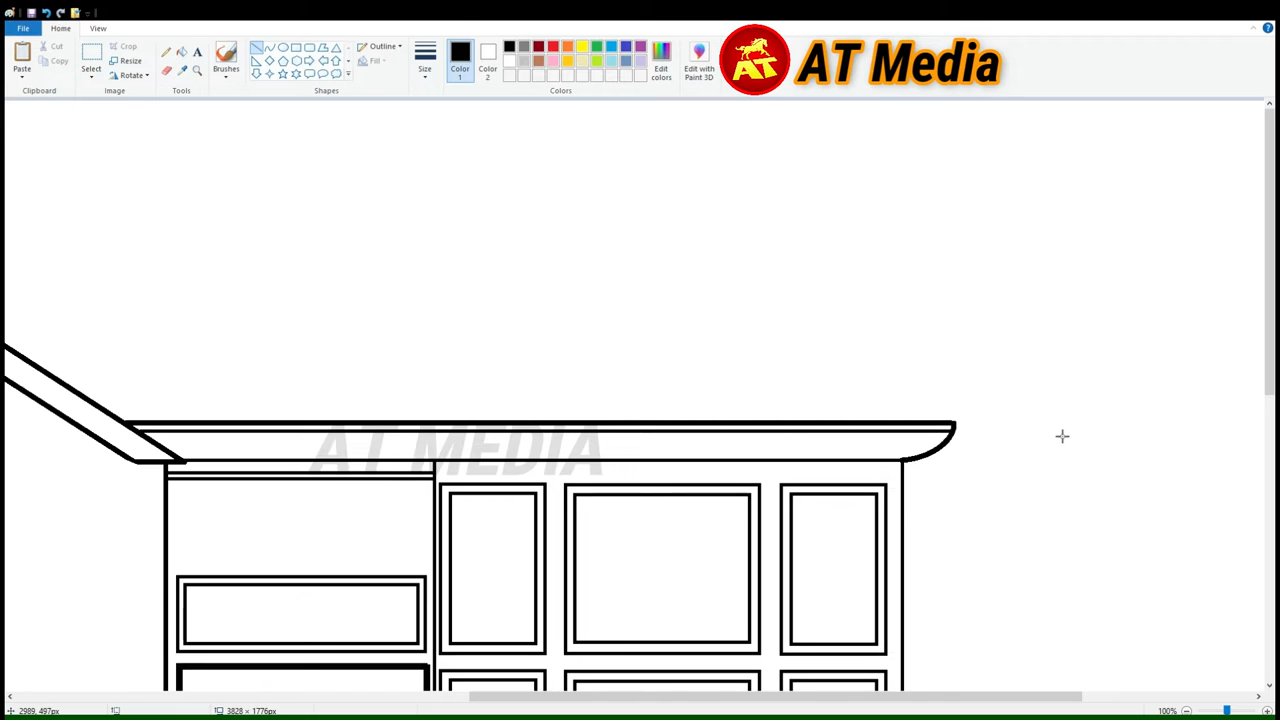 File
Home
View
Paste
Cut
Copy
Clipboard
Select
Crop
Resize
Rotate
Image
Tools
Brushes
Outline
Fill
Shapes
Size
Color 1
Color 2
Edit colors
Colors
Edit with Paint 3D
AT
AT Media
AT MEDIA
2989, 497px
3828 × 1776px
100%